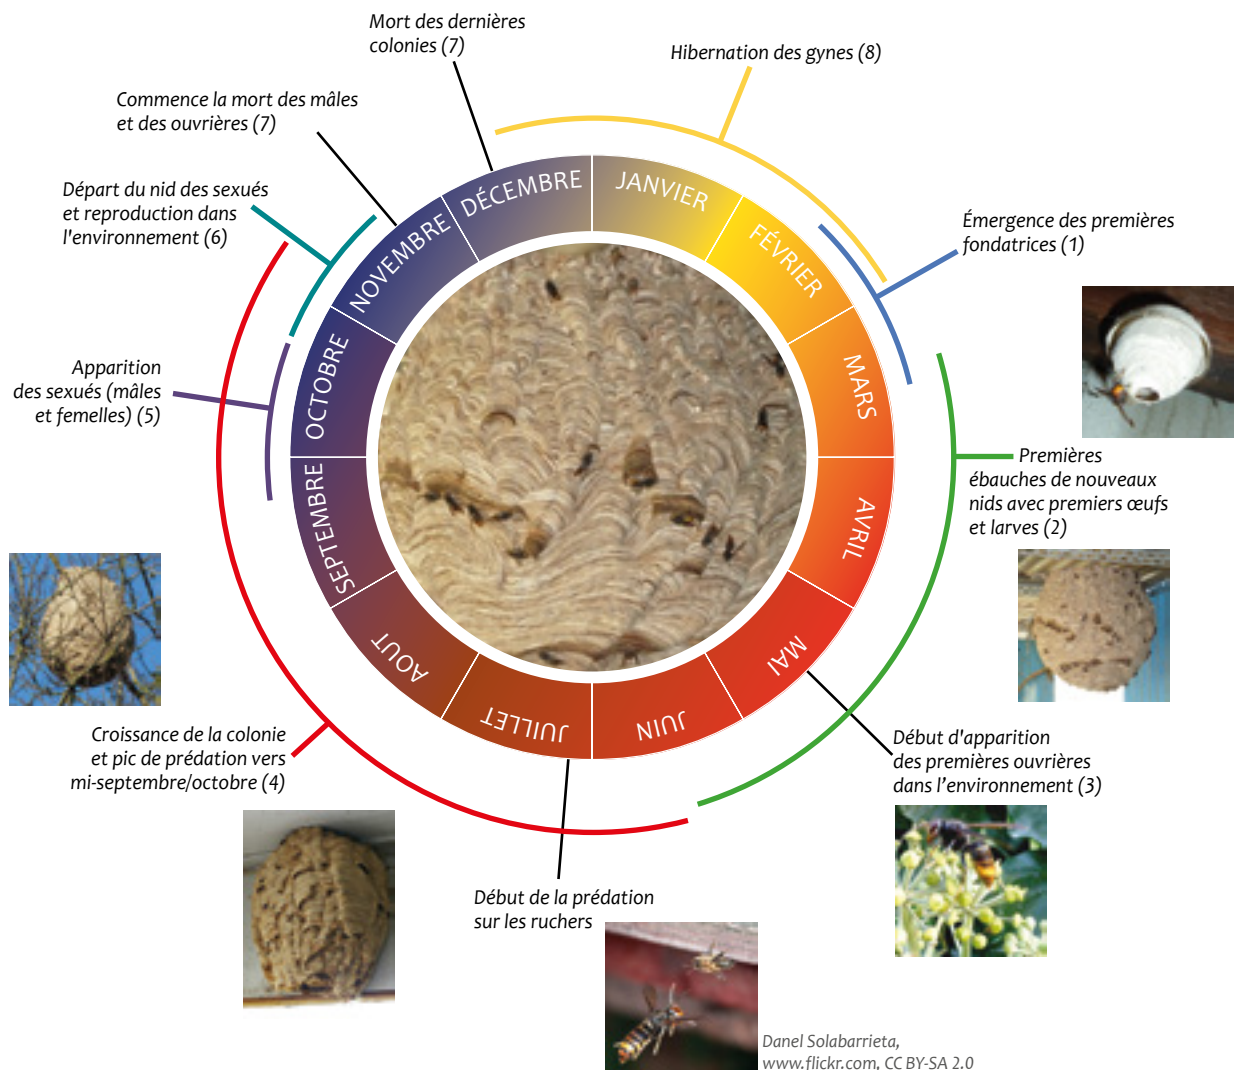 Mort des dernières
colonies (7)
Hibernation des gynes (8)
Commence la mort des mâles
et des ouvrières (7)
Départ du nid des sexués
et reproduction dans
l'environnement (6)
Émergence des premières
fondatrices (1)
Apparition
des sexués (mâles
et femelles) (5)
JANVIER
FÉVRIER
MARS
AVRIL
MAI
JUIN
JUILLET
AOUT
SEPTEMBRE
OCTOBRE
NOVEMBRE
DÉCEMBRE
Premières
ébauches de nouveaux
nids avec premiers œufs
et larves (2)
Croissance de la colonie
et pic de prédation vers
mi-septembre/octobre (4)
Début d'apparition
des premières ouvrières
dans l’environnement (3)
Début de la prédation
sur les ruchers
Danel Solabarrieta,
www.flickr.com, CC BY-SA 2.0